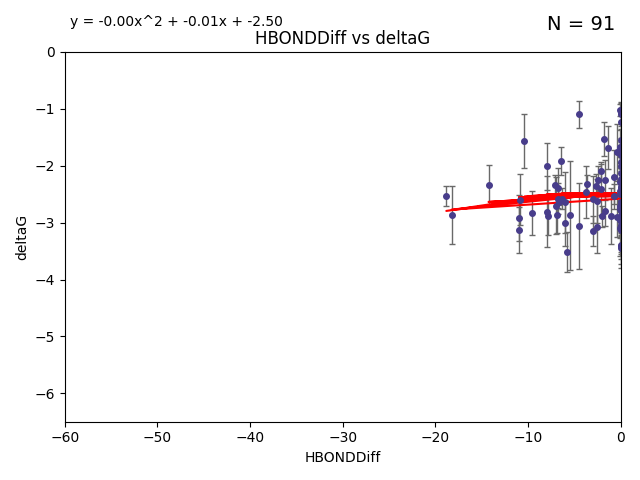 y = -0.00x^2 + -0.01x + -2.50
N = 91
HBONDDiff vs deltaG
0
−1
−2
−3
−4
−5
−6
deltaG
−60
−50
−40
−30
−20
−10
0
HBONDDiff